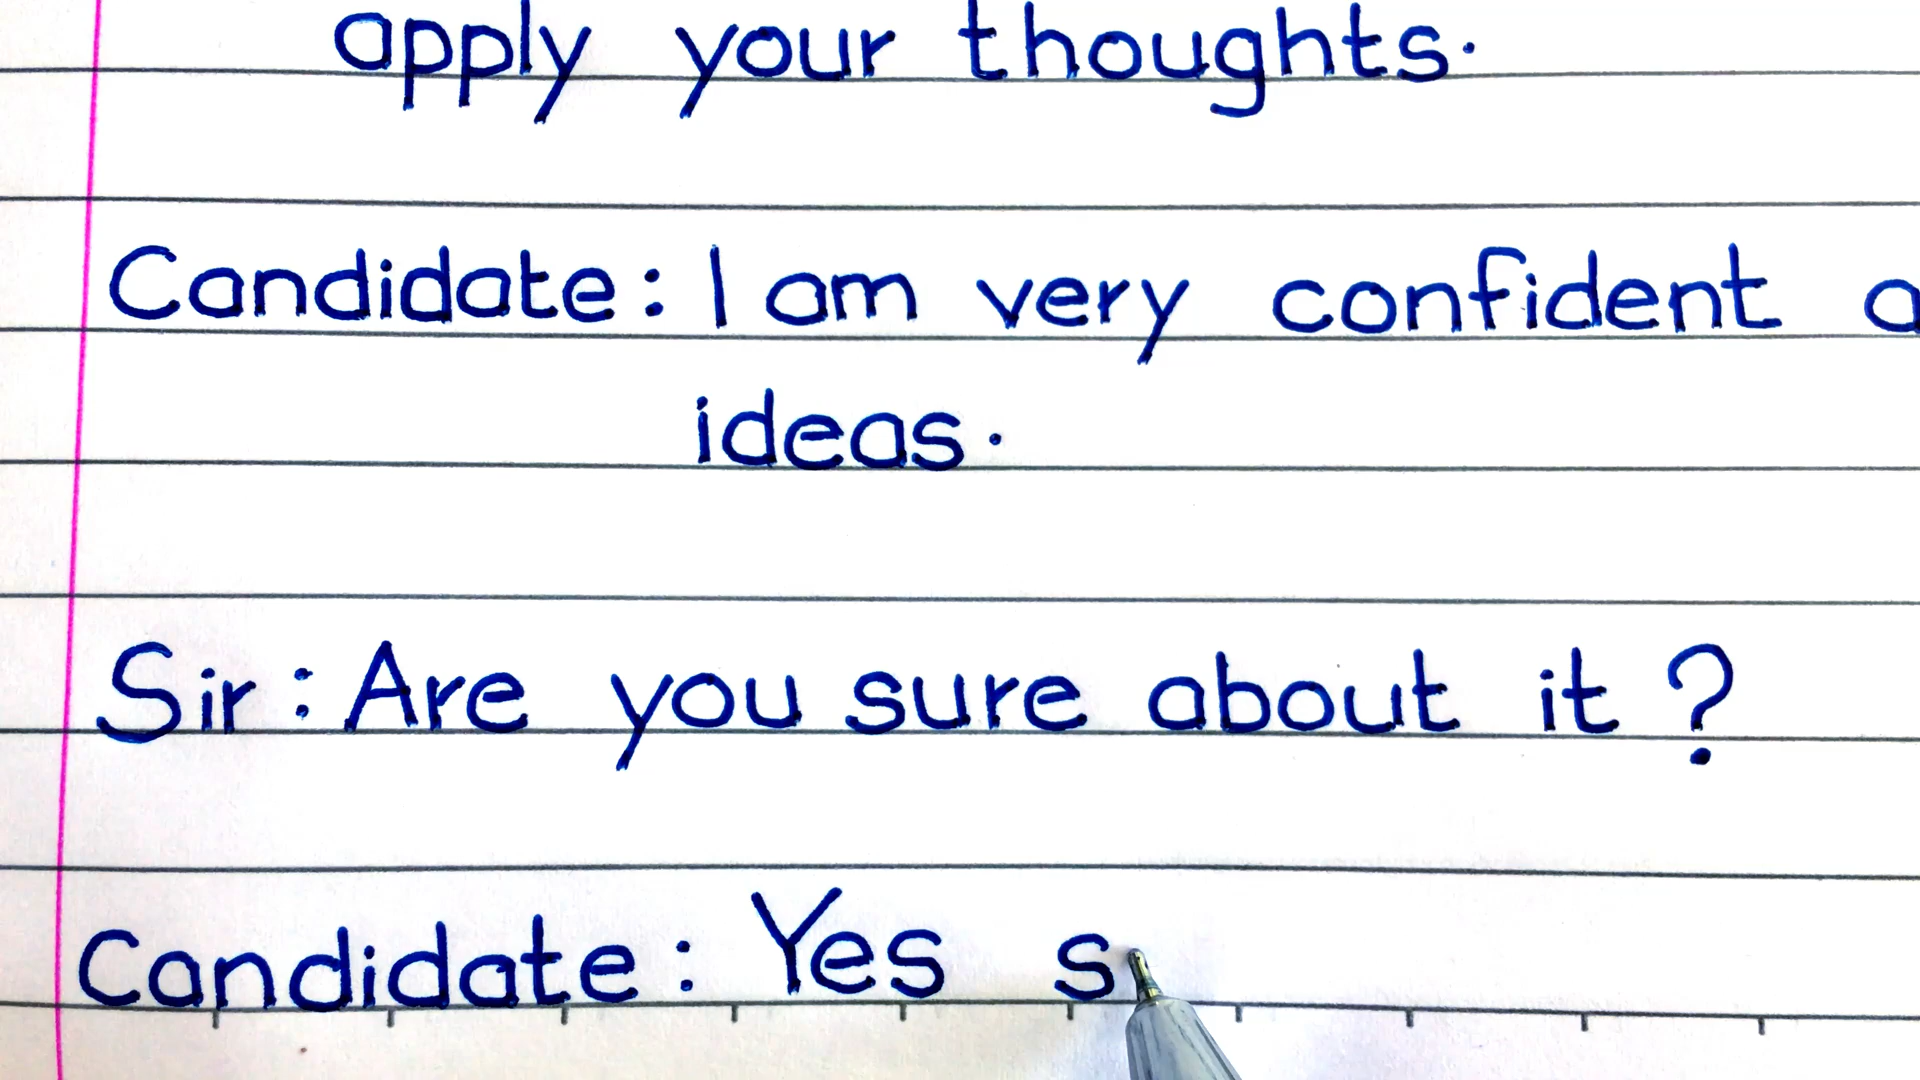 apply your thoughts.
Candidate: I am very confident a
ideas.
Sir: Are you sure about it?
Candidate: Yes s